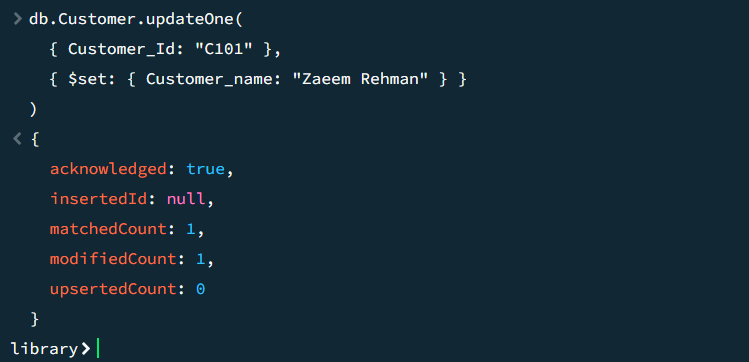 > db.Customer.updateOne(
{ Customer_Id: "C101" },
{ $set: { Customer_name: "Zaeem Rehman" } }
)
< {
acknowledged: true,
insertedId: null,
matchedCount: 1,
modifiedCount: 1,
upsertedCount: 0
}
library>